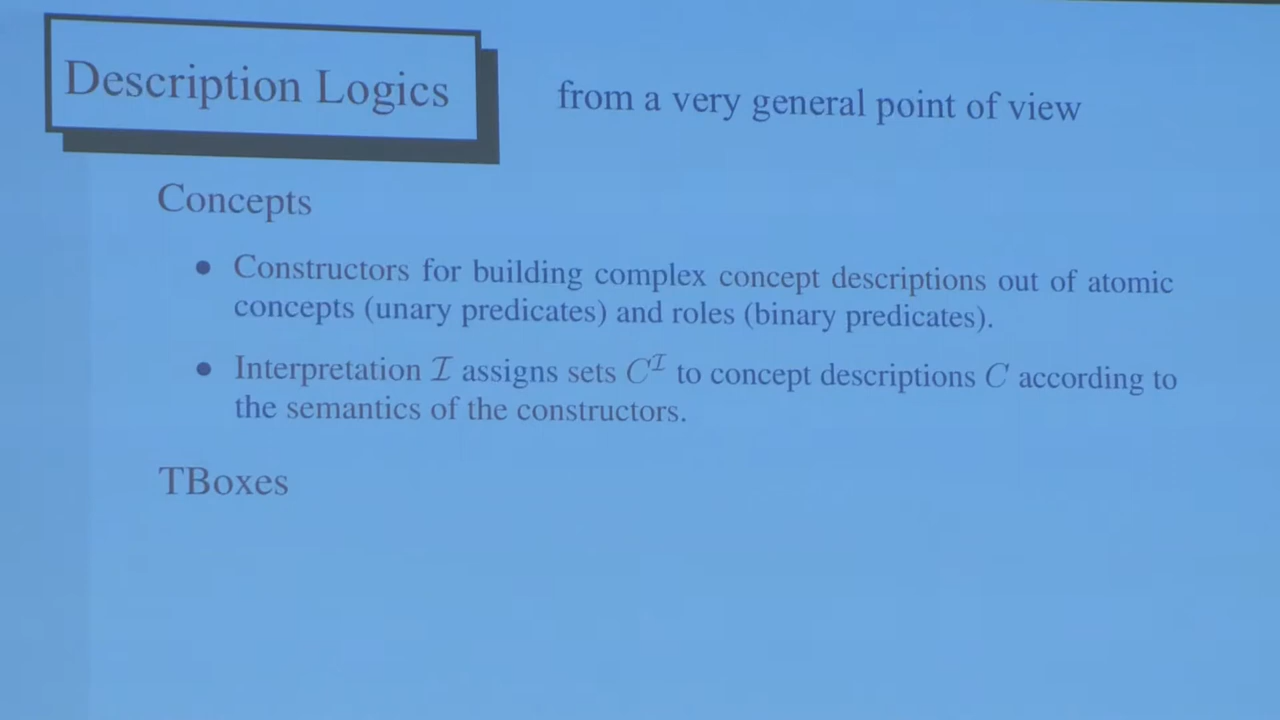 Description Logics
from a very general point of view
Concepts
• Constructors for building complex concept descriptions out of atomic
concepts (unary predicates) and roles (binary predicates).
• Interpretation 𝓘 assigns sets C^𝓘 to concept descriptions C according to
the semantics of the constructors.
TBoxes